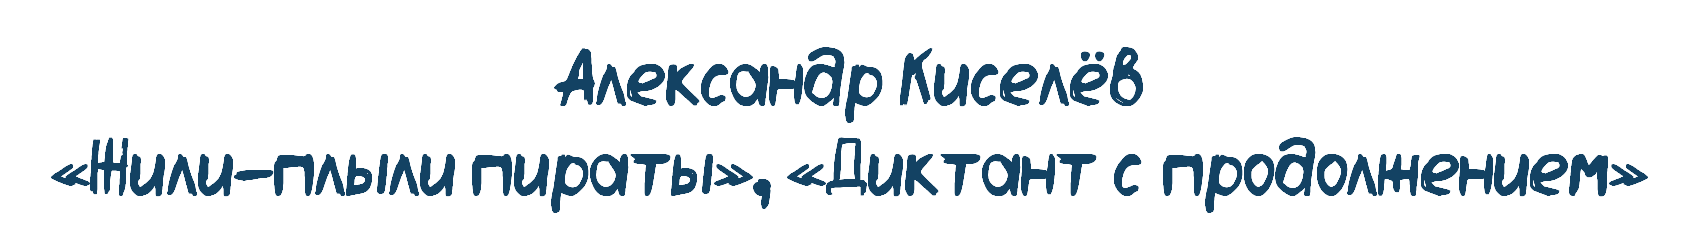 Александр Киселёв
«Жили-плыли пираты», «Диктант с продолжением»